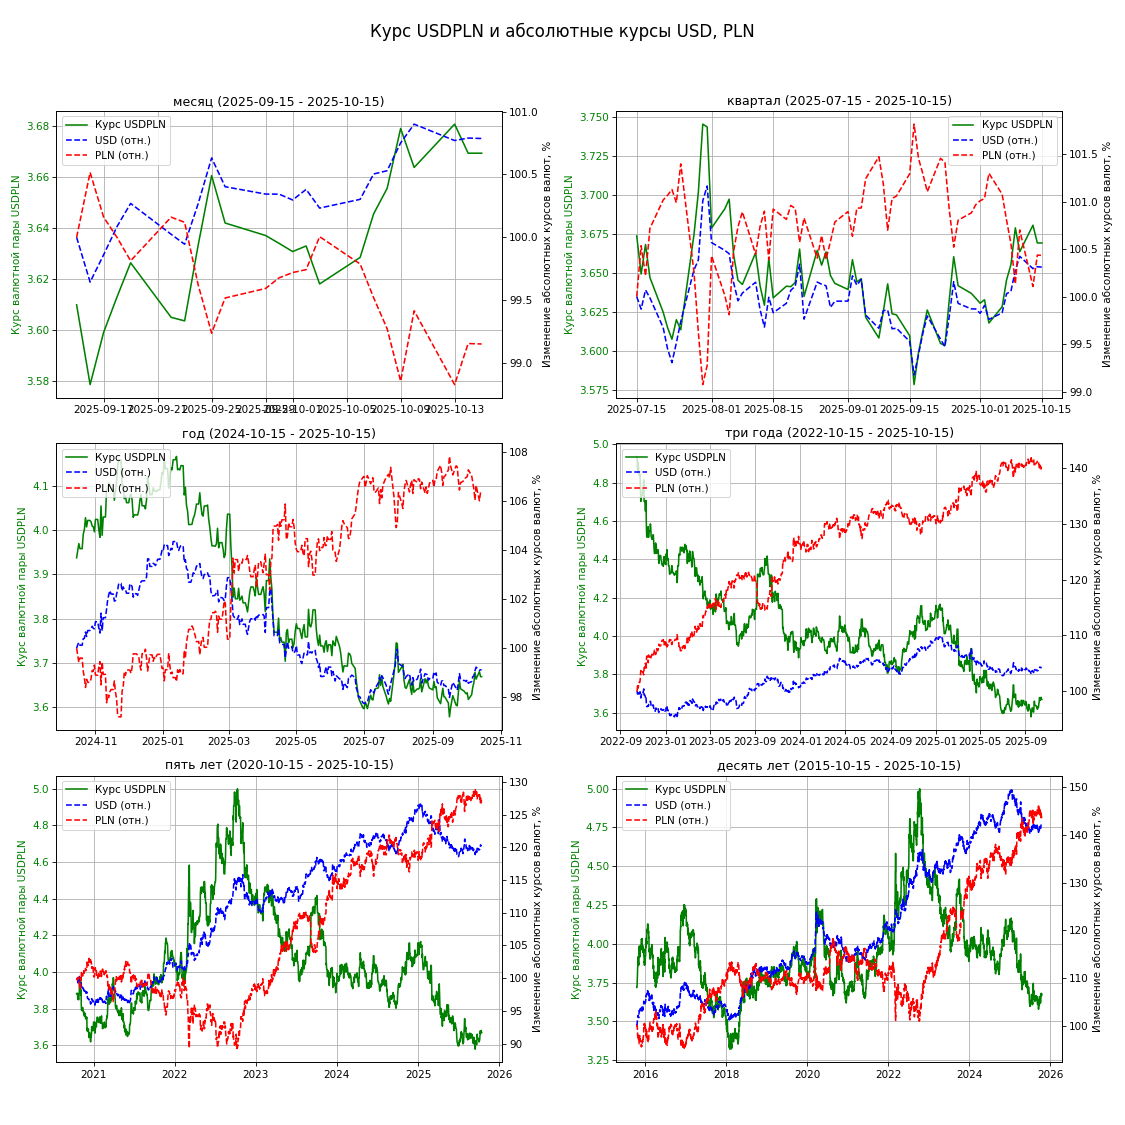 Курс USDPLN и абсолютные курсы USD, PLN
месяц (2025-09-15 - 2025-10-15)
Курс USDPLN
USD (отн.)
PLN (отн.)
Курс валютной пары USDPLN
3.68
3.66
3.64
3.62
3.60
3.58
101.0
100.5
100.0
99.5
99.0
Изменение абсолютных курсов валют, %
2025-09-17 2025-09-21 2025-09-25 2025-09-29 2025-10-01 2025-10-05 2025-10-09 2025-10-13
квартал (2025-07-15 - 2025-10-15)
Курс USDPLN
USD (отн.)
PLN (отн.)
Курс валютной пары USDPLN
3.750
3.725
3.700
3.675
3.650
3.625
3.600
3.575
101.5
101.0
100.5
100.0
99.5
99.0
Изменение абсолютных курсов валют, %
2025-07-15 2025-08-01 2025-08-15 2025-09-01 2025-09-15 2025-10-01 2025-10-15
год (2024-10-15 - 2025-10-15)
Курс USDPLN
USD (отн.)
PLN (отн.)
Курс валютной пары USDPLN
4.1
4.0
3.9
3.8
3.7
3.6
108
106
104
102
100
98
Изменение абсолютных курсов валют, %
2024-11 2025-01 2025-03 2025-05 2025-07 2025-09 2025-11
три года (2022-10-15 - 2025-10-15)
Курс USDPLN
USD (отн.)
PLN (отн.)
Курс валютной пары USDPLN
5.0
4.8
4.6
4.4
4.2
4.0
3.8
3.6
140
130
120
110
100
Изменение абсолютных курсов валют, %
2022-09 2023-01 2023-05 2023-09 2024-01 2024-05 2024-09 2025-01 2025-05 2025-09
пять лет (2020-10-15 - 2025-10-15)
Курс USDPLN
USD (отн.)
PLN (отн.)
Курс валютной пары USDPLN
5.0
4.8
4.6
4.4
4.2
4.0
3.8
3.6
130
125
120
115
110
105
100
95
90
Изменение абсолютных курсов валют, %
2021 2022 2023 2024 2025 2026
десять лет (2015-10-15 - 2025-10-15)
Курс USDPLN
USD (отн.)
PLN (отн.)
Курс валютной пары USDPLN
5.00
4.75
4.50
4.25
4.00
3.75
3.50
3.25
150
140
130
120
110
100
Изменение абсолютных курсов валют, %
2016 2018 2020 2022 2024 2026